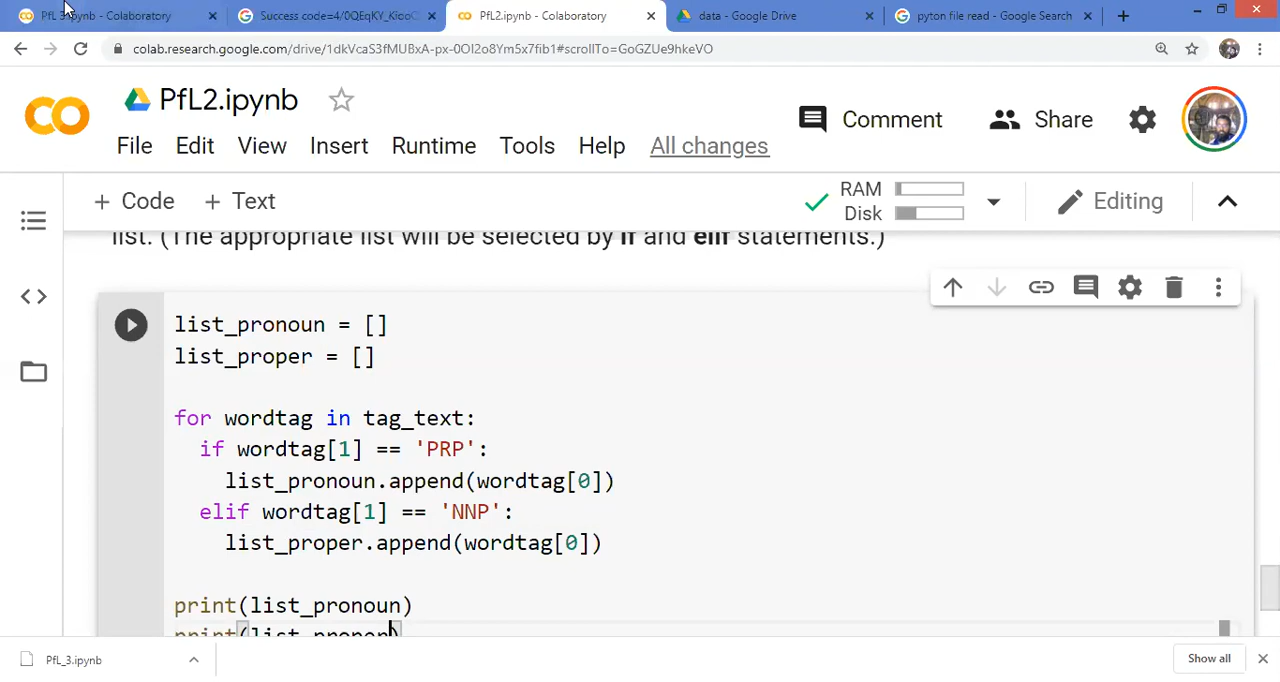 PfL 3.ipynb - Colaboratory
Success code=4/0QEqKY_KidoC
PfL2.ipynb - Colaboratory
data - Google Drive
pyton file read - Google Search
colab.research.google.com/drive/1dkVcaS3fMUBxA-px-0Ol2o8Ym5x7fib1#scrollTo=GoGZUe9hkeVO
CO
PfL2.ipynb
Comment
Share
File Edit View Insert Runtime Tools Help All changes
+ Code + Text
RAM
Disk
Editing
list. (The appropriate list will be selected by if and elif statements.)
list_pronoun = []
list_proper = []
for wordtag in tag_text:
if wordtag[1] == 'PRP':
list_pronoun.append(wordtag[0])
elif wordtag[1] == 'NNP':
list_proper.append(wordtag[0])
print(list_pronoun)
print(list_proper)
PfL_3.ipynb
Show all